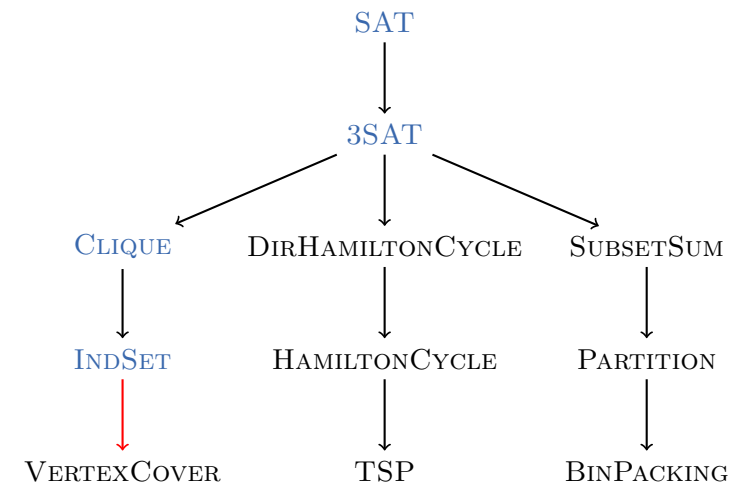 SAT
3SAT
CLIQUE DIRHAMILTONCYCLE SUBSETSUM
INDSET HAMILTONCYCLE PARTITION
VERTEXCOVER TSP BINPACKING